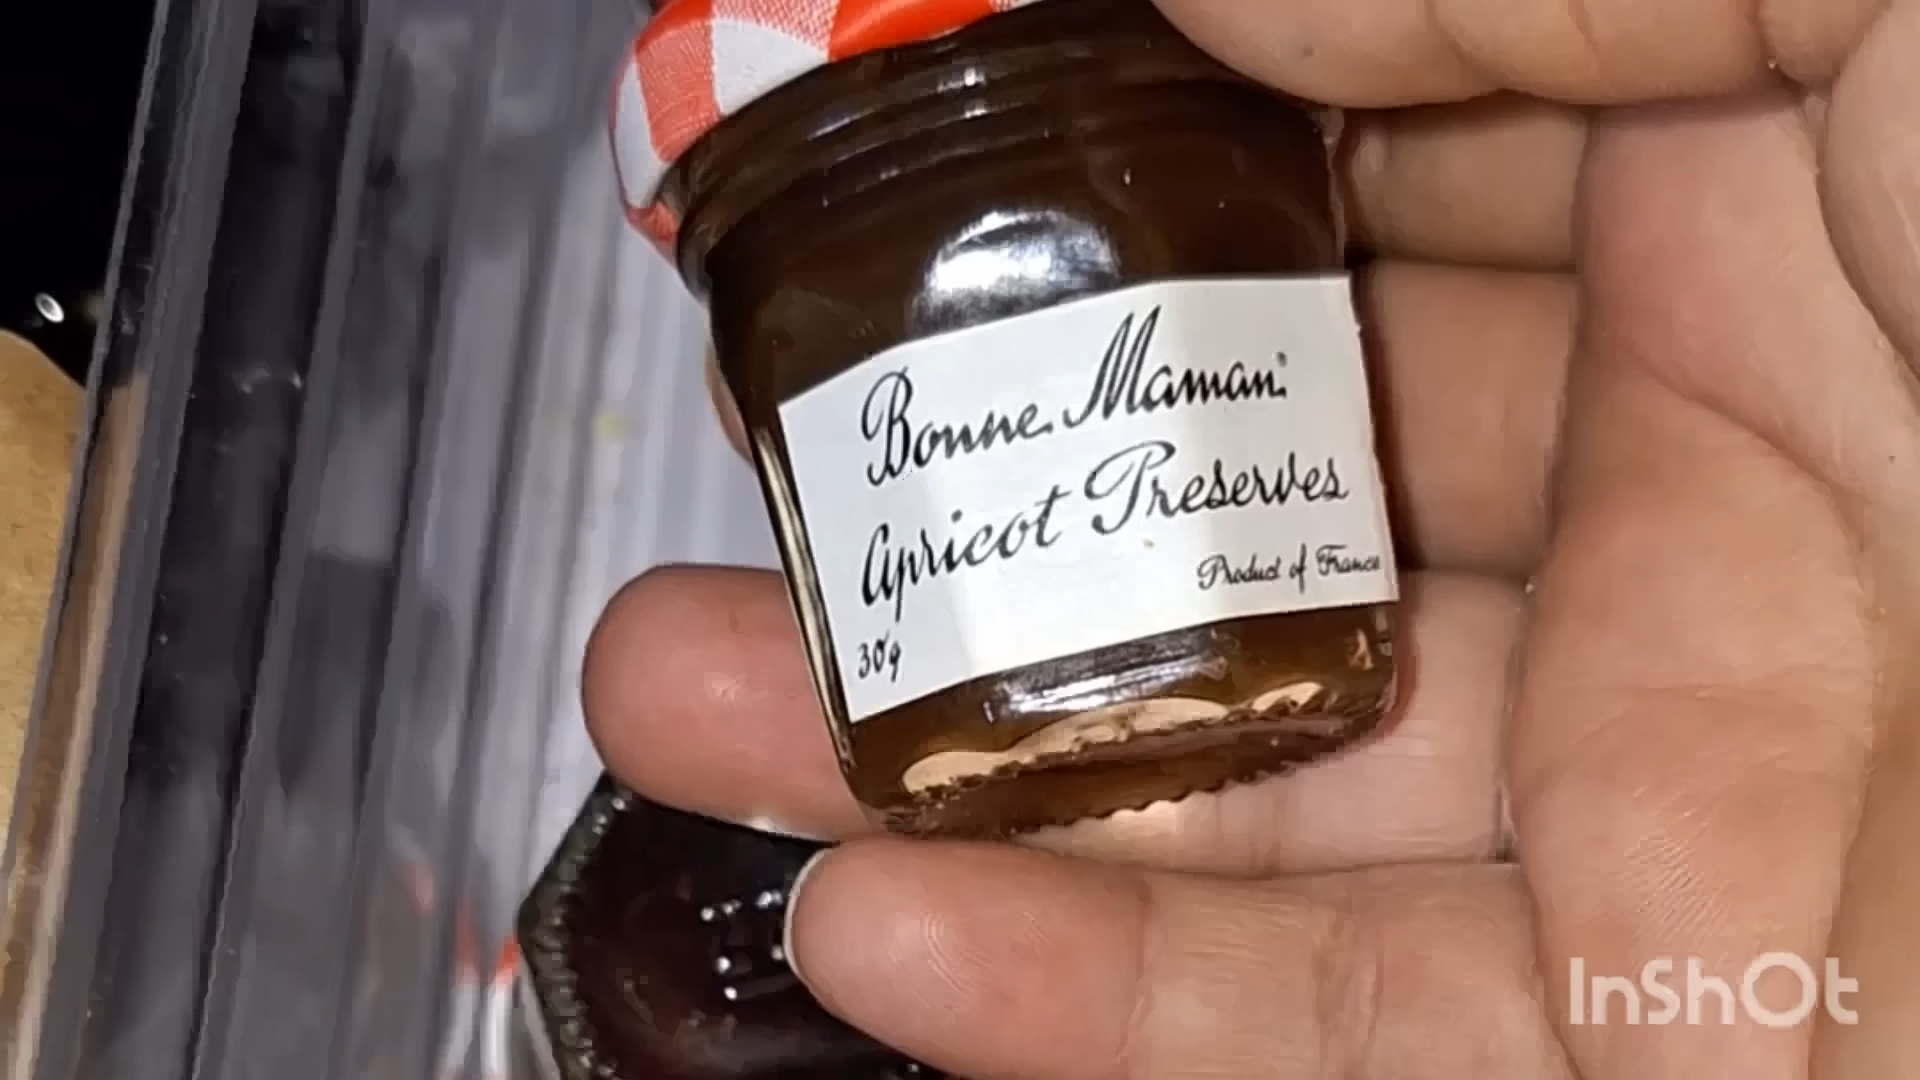 Bonne Maman®
Apricot Preserves
Product of France
30g
InShOt